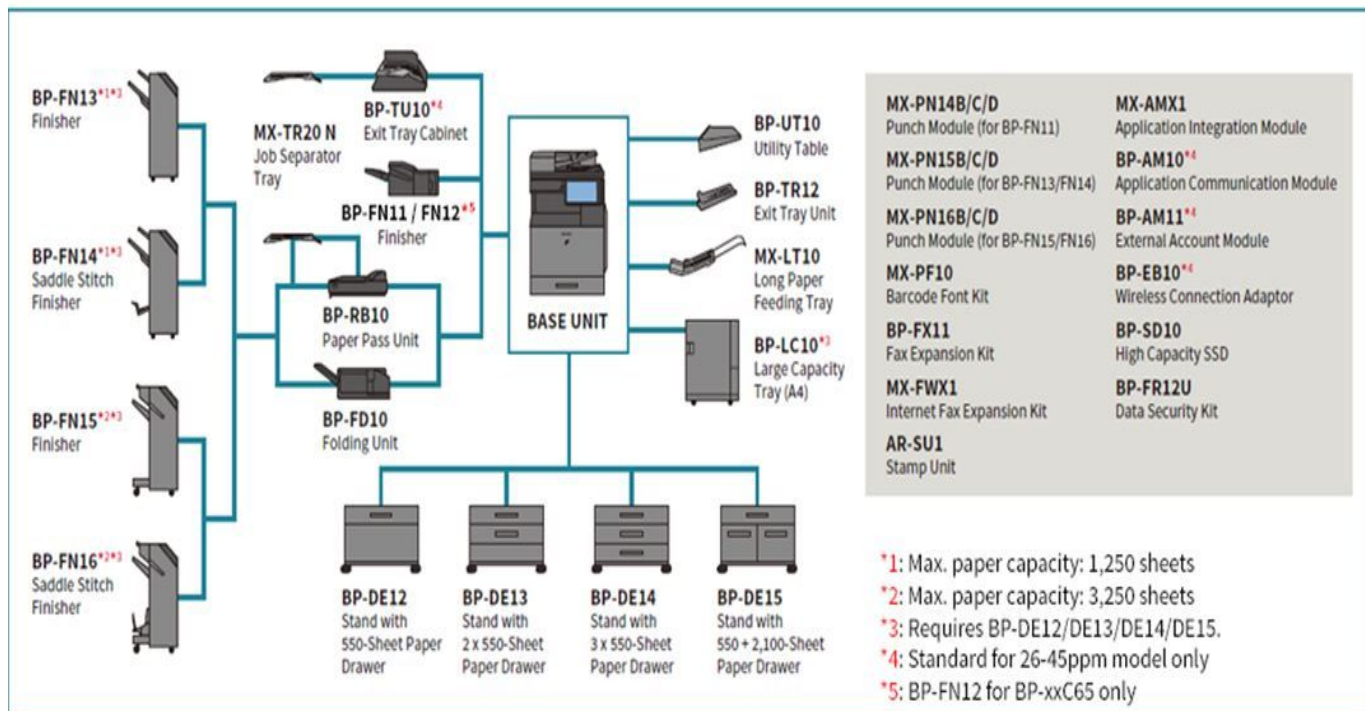 BP-FN13*1*3
Finisher
BP-FN14*1*3
Saddle Stitch
Finisher
BP-FN15*2*3
Finisher
BP-FN16*2*3
Saddle Stitch
Finisher
MX-TR20 N
Job Separator
Tray
BP-TU10*4
Exit Tray Cabinet
BP-FN11 / FN12*5
Finisher
BP-RB10
Paper Pass Unit
BP-FD10
Folding Unit
BASE UNIT
BP-UT10
Utility Table
BP-TR12
Exit Tray Unit
MX-LT10
Long Paper
Feeding Tray
BP-LC10*3
Large Capacity
Tray (A4)
BP-DE12
Stand with
550-Sheet Paper
Drawer
BP-DE13
Stand with
2 x 550-Sheet
Paper Drawer
BP-DE14
Stand with
3 x 550-Sheet
Paper Drawer
BP-DE15
Stand with
550 + 2,100-Sheet
Paper Drawer
MX-PN14B/C/D
Punch Module (for BP-FN11)
MX-PN15B/C/D
Punch Module (for BP-FN13/FN14)
MX-PN16B/C/D
Punch Module (for BP-FN15/FN16)
MX-PF10
Barcode Font Kit
BP-FX11
Fax Expansion Kit
MX-FWX1
Internet Fax Expansion Kit
AR-SU1
Stamp Unit
MX-AMX1
Application Integration Module
BP-AM10*4
Application Communication Module
BP-AM11*4
External Account Module
BP-EB10*4
Wireless Connection Adaptor
BP-SD10
High Capacity SSD
BP-FR12U
Data Security Kit
*1: Max. paper capacity: 1,250 sheets
*2: Max. paper capacity: 3,250 sheets
*3: Requires BP-DE12/DE13/DE14/DE15.
*4: Standard for 26-45ppm model only
*5: BP-FN12 for BP-xxC65 only